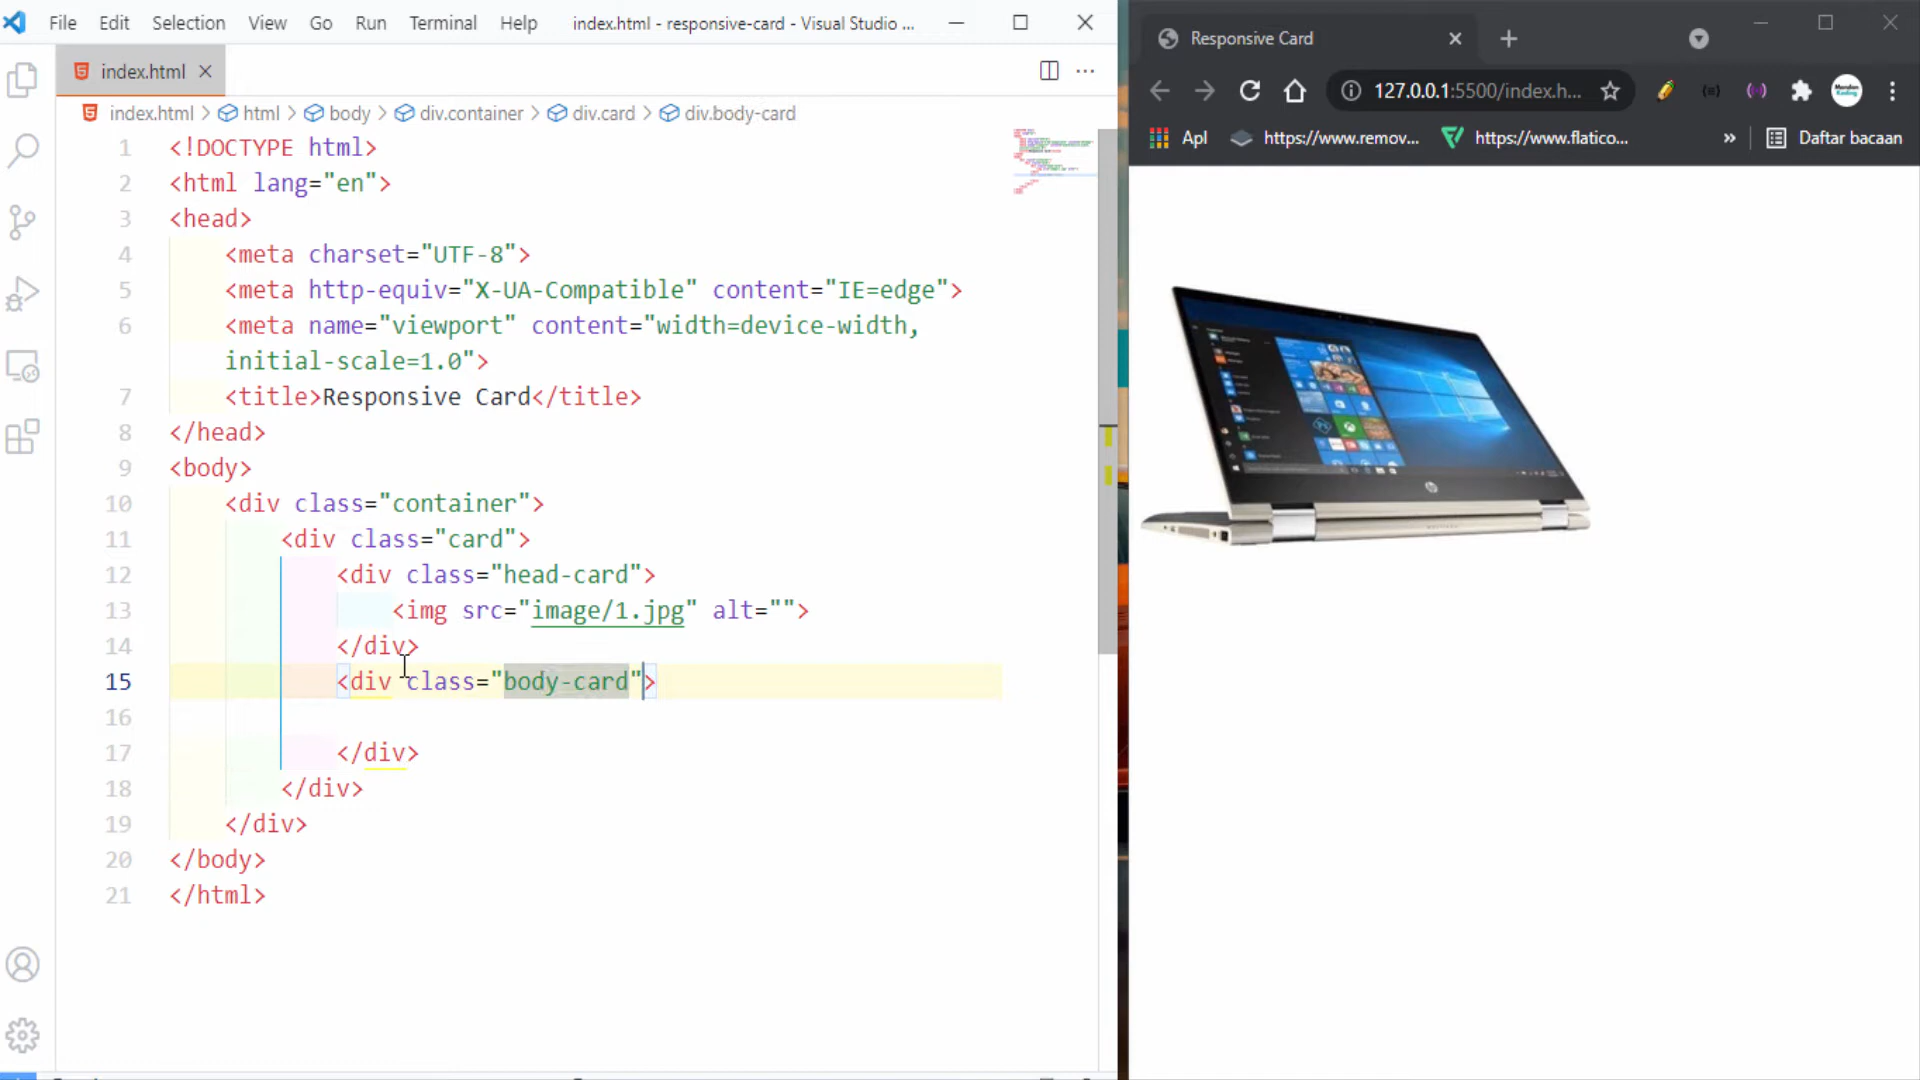 File Edit Selection View Go Run Terminal Help index.html - responsive-card - Visual Studio ...
index.html
index.html > html > body > div.container > div.card > div.body-card
1 <!DOCTYPE html>
2 <html lang="en">
3 <head>
4 <meta charset="UTF-8">
5 <meta http-equiv="X-UA-Compatible" content="IE=edge">
6 <meta name="viewport" content="width=device-width,
initial-scale=1.0">
7 <title>Responsive Card</title>
8 </head>
9 <body>
10 <div class="container">
11 <div class="card">
12 <div class="head-card">
13 <img src="image/1.jpg" alt="">
14 </div>
15 <div class="body-card">
16
17 </div>
18 </div>
19 </div>
20 </body>
21 </html>
Responsive Card
127.0.0.1:5500/index.h...
Apl https://www.remov... https://www.flatico... » Daftar bacaan